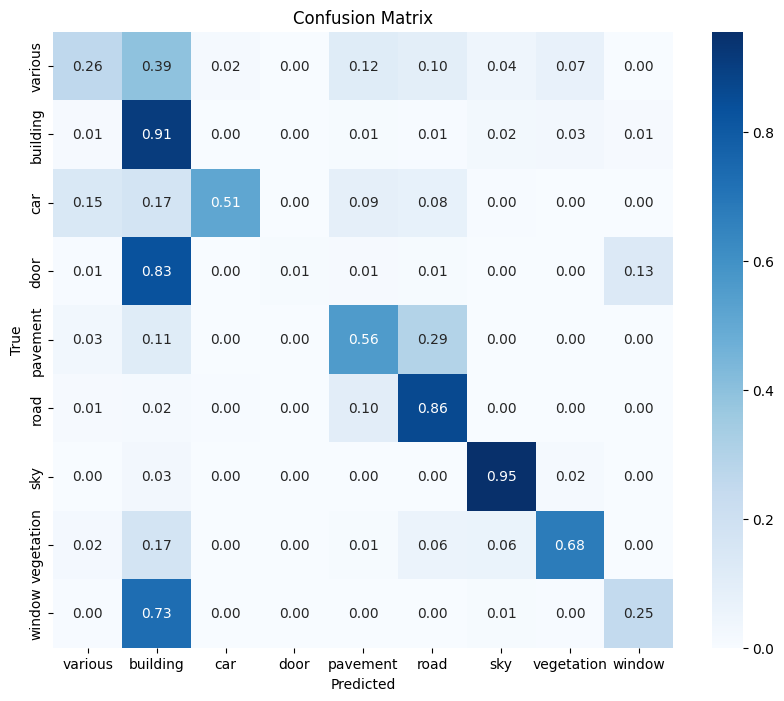 Confusion Matrix
various 0.26 0.39 0.02 0.00 0.12 0.10 0.04 0.07 0.00
building 0.01 0.91 0.00 0.00 0.01 0.01 0.02 0.03 0.01
car 0.15 0.17 0.51 0.00 0.09 0.08 0.00 0.00 0.00
door 0.01 0.83 0.00 0.01 0.01 0.01 0.00 0.00 0.13
pavement 0.03 0.11 0.00 0.00 0.56 0.29 0.00 0.00 0.00
road 0.01 0.02 0.00 0.00 0.10 0.86 0.00 0.00 0.00
sky 0.00 0.03 0.00 0.00 0.00 0.00 0.95 0.02 0.00
vegetation 0.02 0.17 0.00 0.00 0.01 0.06 0.06 0.68 0.00
window 0.00 0.73 0.00 0.00 0.00 0.00 0.01 0.00 0.25
various building car door pavement road sky vegetation window
Predicted
True
0.8
0.6
0.4
0.2
0.0